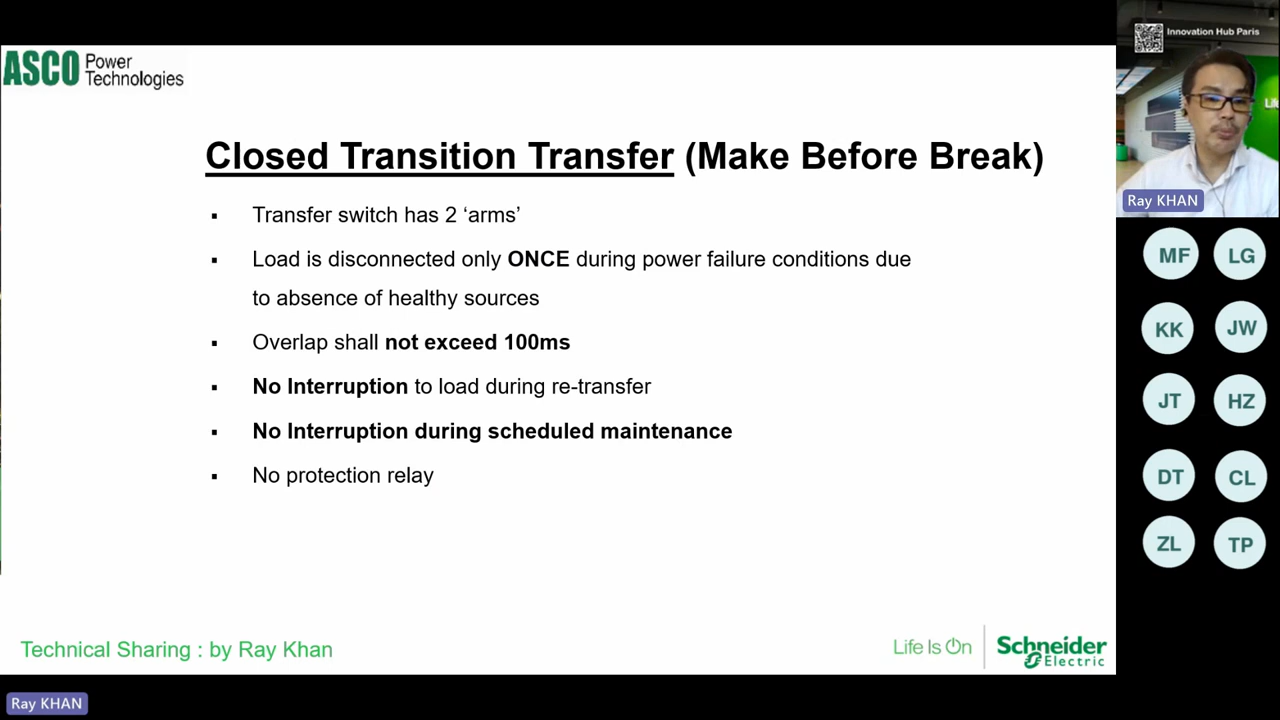 ASCO Power
Technologies
Innovation Hub Paris
Closed Transition Transfer (Make Before Break)
▪ Transfer switch has 2 ‘arms’
▪ Load is disconnected only ONCE during power failure conditions due
to absence of healthy sources
▪ Overlap shall not exceed 100ms
▪ No Interruption to load during re-transfer
▪ No Interruption during scheduled maintenance
▪ No protection relay
Technical Sharing : by Ray Khan
Life Is On
Schneider
Electric
Ray KHAN
MF LG
KK JW
JT HZ
DT CL
ZL TP
Ray KHAN